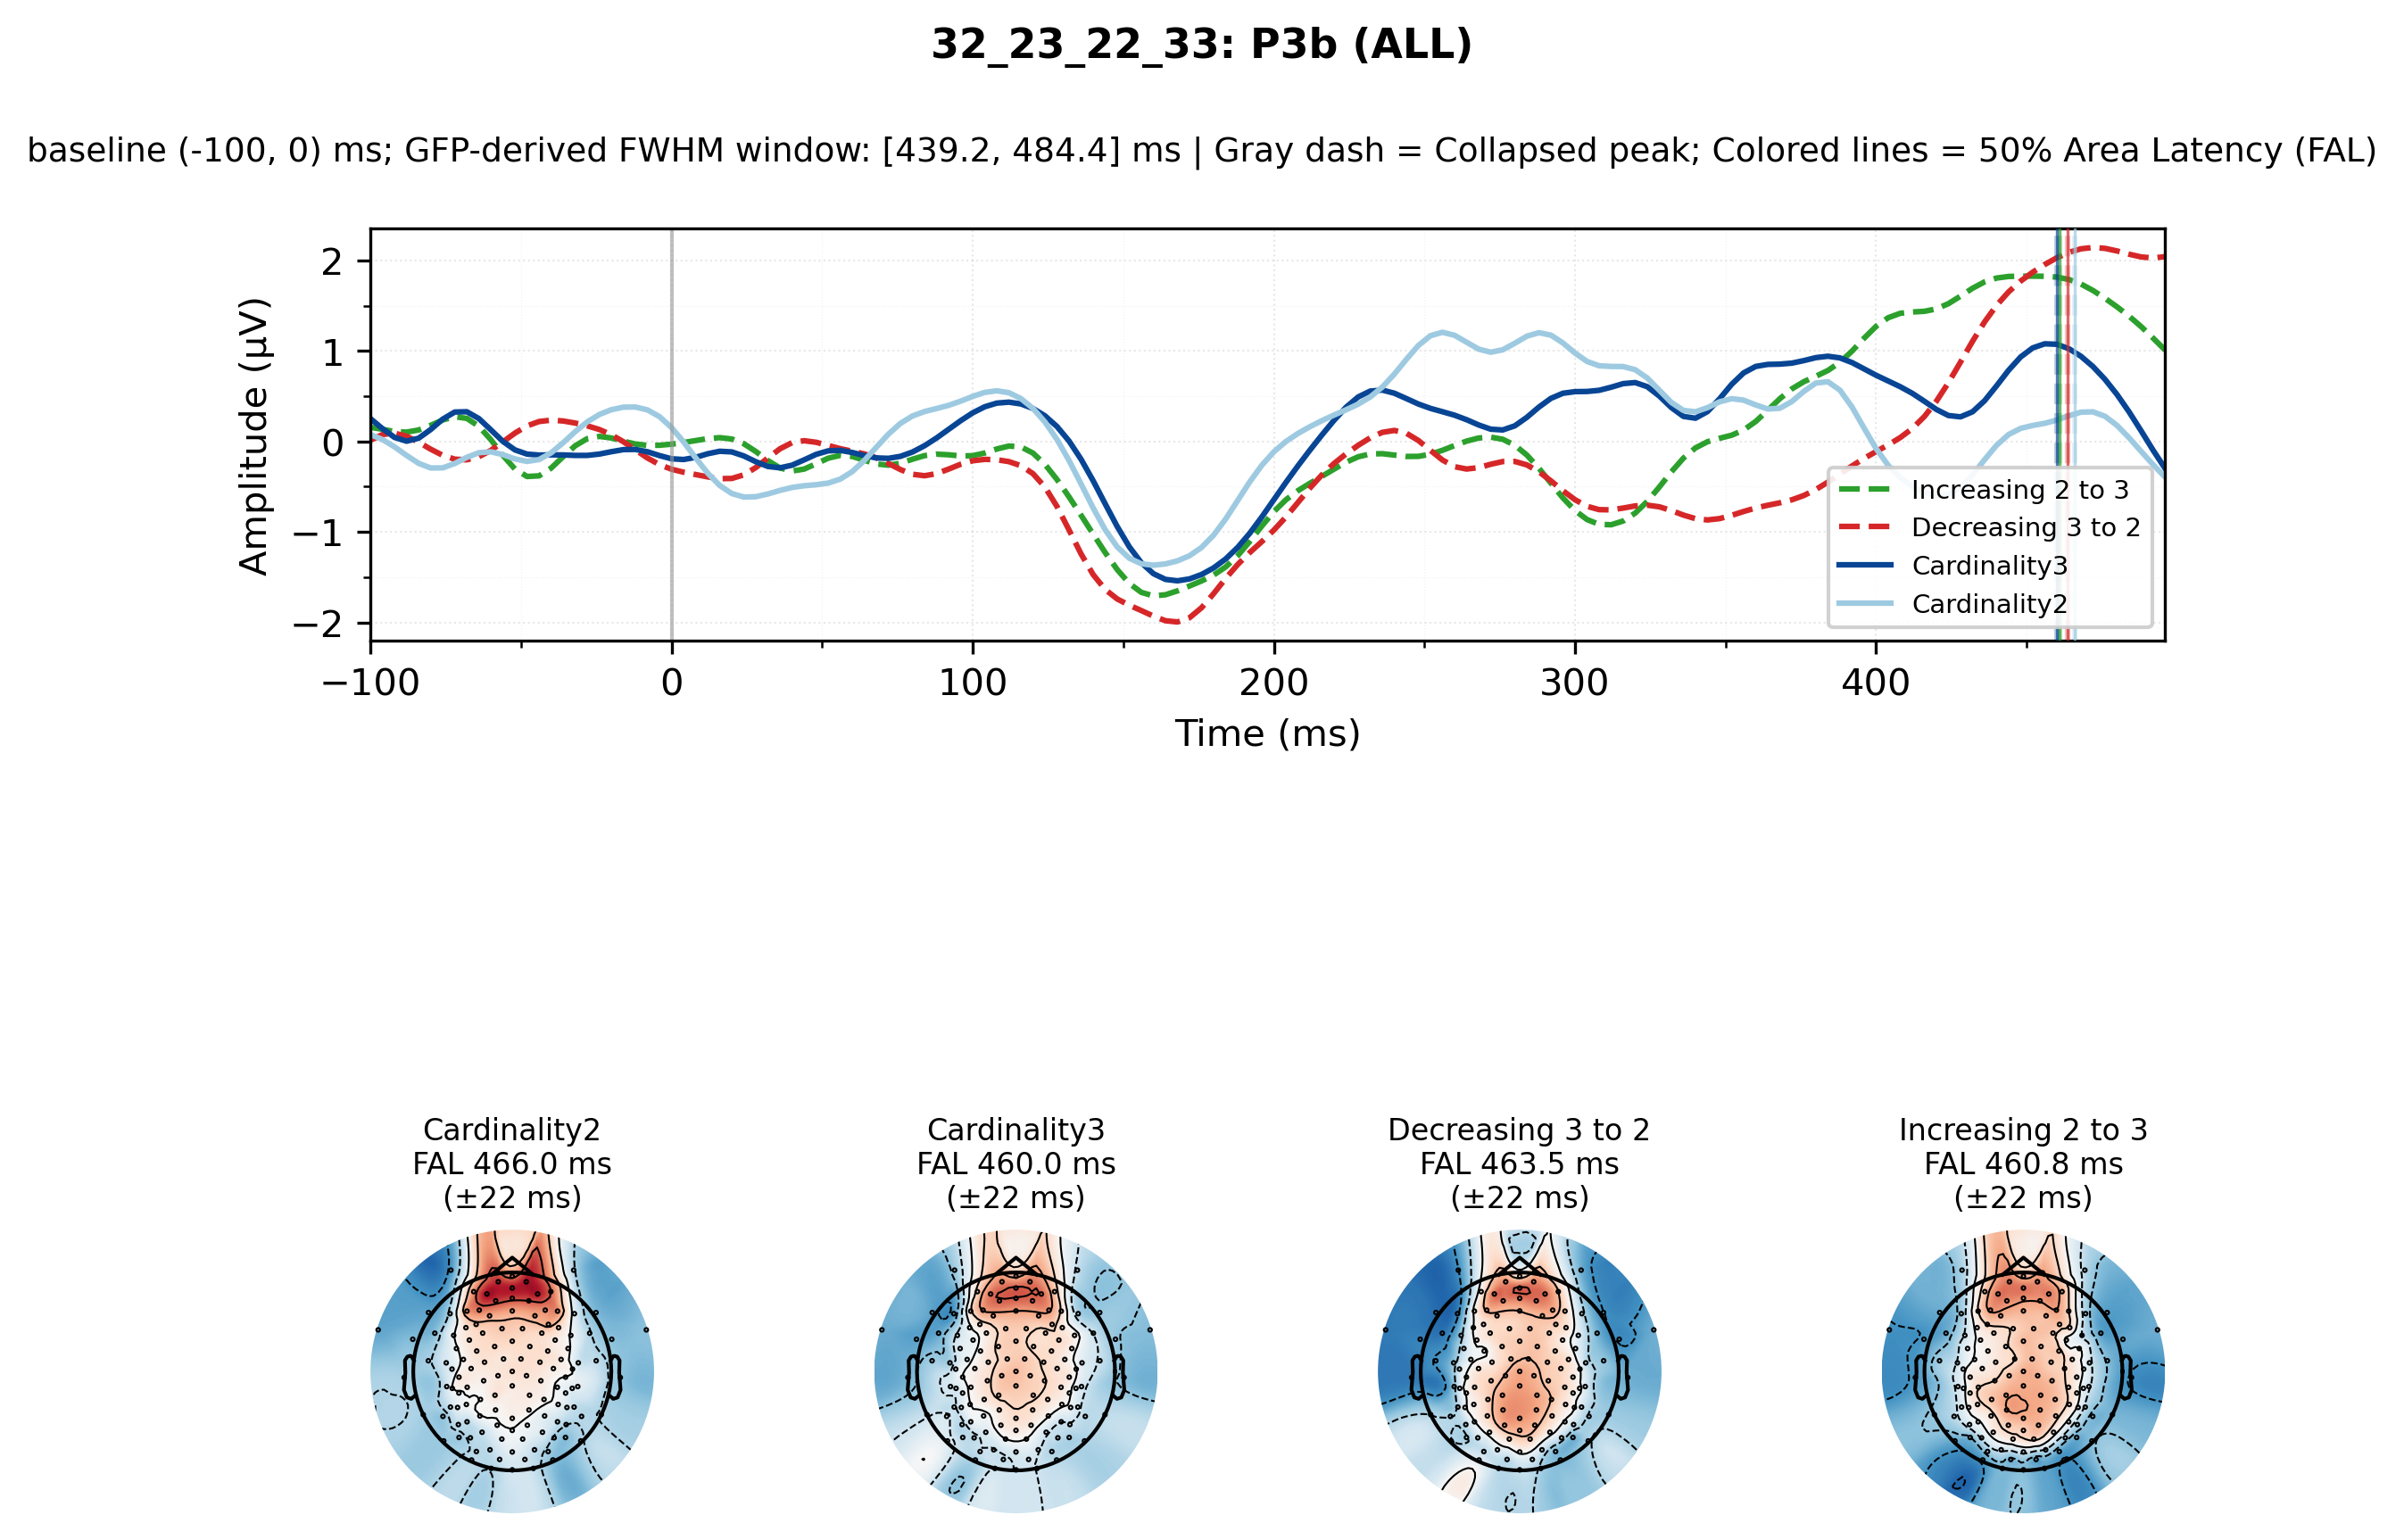 32_23_22_33: P3b (ALL)
baseline (-100, 0) ms; GFP-derived FWHM window: [439.2, 484.4] ms | Gray dash = Collapsed peak; Colored lines = 50% Area Latency (FAL)
Amplitude (µV)
2
1
0
−1
−2
Increasing 2 to 3
Decreasing 3 to 2
Cardinality3
Cardinality2
−100
0
100
200
300
400
Time (ms)
Cardinality2
FAL 466.0 ms
(±22 ms)
Cardinality3
FAL 460.0 ms
(±22 ms)
Decreasing 3 to 2
FAL 463.5 ms
(±22 ms)
Increasing 2 to 3
FAL 460.8 ms
(±22 ms)